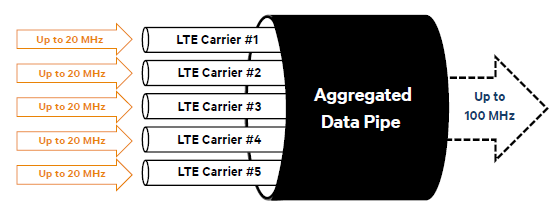 Up to 20 MHz LTE Carrier #1
Up to 20 MHz LTE Carrier #2
Up to 20 MHz LTE Carrier #3
Up to 20 MHz LTE Carrier #4
Up to 20 MHz LTE Carrier #5
Aggregated
Data Pipe
Up to
100 MHz